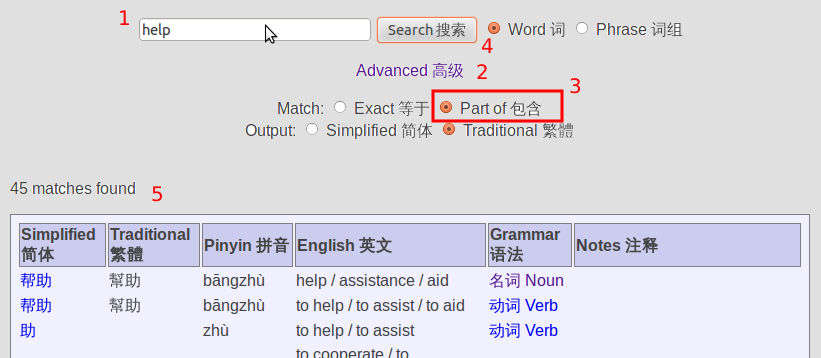 1
help Search 搜索 Word 词 Phrase 词组
4
Advanced 高级 2
3
Match: Exact 等于 Part of 包含
Output: Simplified 简体 Traditional 繁體
45 matches found 5
Simplified 简体 Traditional 繁體 Pinyin 拼音 English 英文 Grammar 语法 Notes 注释
帮助 幫助 bāngzhù help / assistance / aid 名词 Noun
帮助 幫助 bāngzhù to help / to assist / to aid 动词 Verb
助 zhù to help / to assist 动词 Verb
to cooperate / to